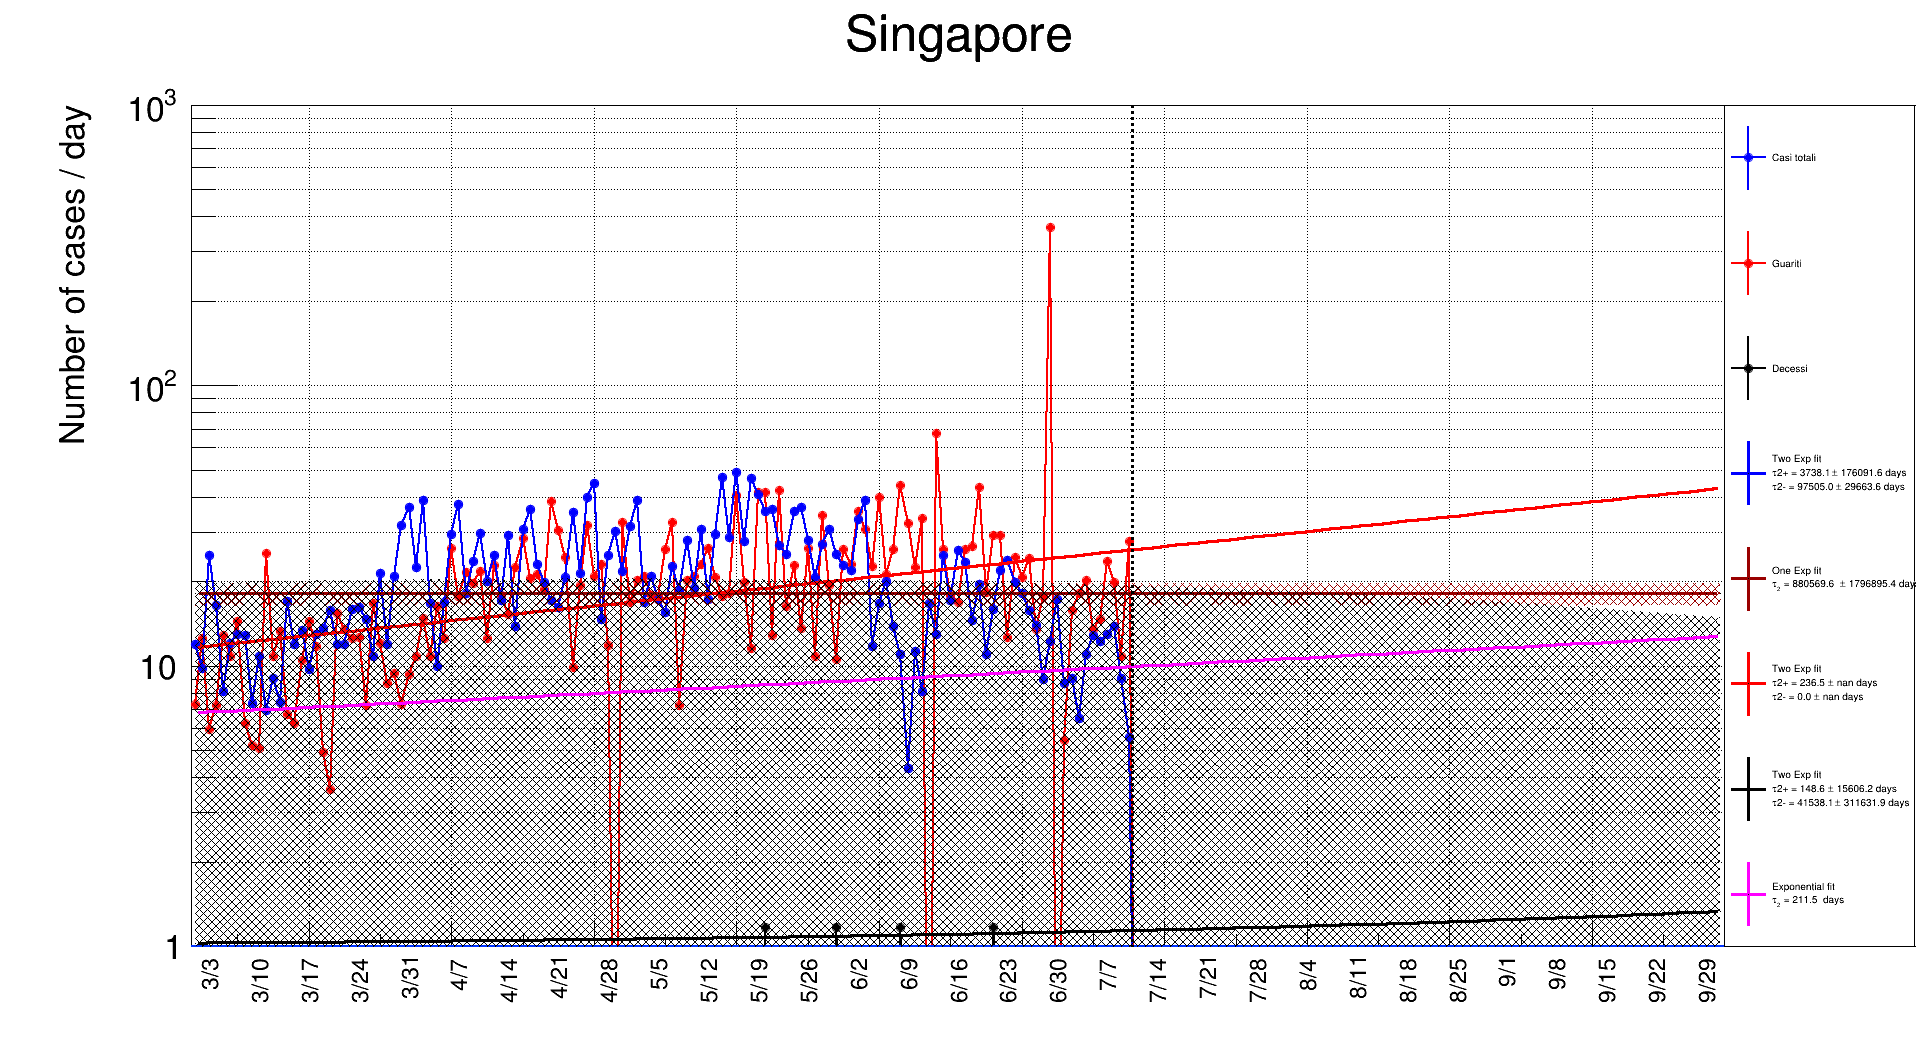 Singapore
Number of cases / day
10³
10²
10
1
3/3 3/10 3/17 3/24 3/31 4/7 4/14 4/21 4/28 5/5 5/12 5/19 5/26 6/2 6/9 6/16 6/23 6/30 7/7 7/14 7/21 7/28 8/4 8/11 8/18 8/25 9/1 9/8 9/15 9/22 9/29
Casi totali
Guariti
Decessi
Two Exp fit
τ2+ = 3738.1 ± 176091.6 days
τ2- = 97505.0 ± 29663.6 days
One Exp fit
τ₂ = 880569.6 ± 1796895.4 day
Two Exp fit
τ2+ = 236.5 ± nan days
τ2- = 0.0 ± nan days
Two Exp fit
τ2+ = 148.6 ± 15606.2 days
τ2- = 41538.1 ± 311631.9 days
Exponential fit
τ₂ = 211.5 days